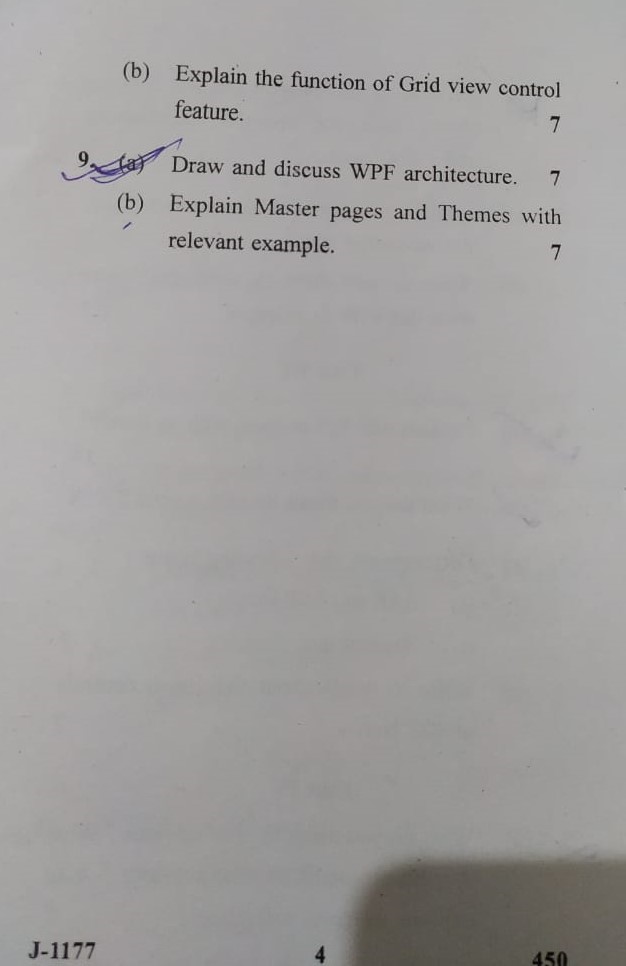 (b) Explain the function of Grid view control
feature. 7
9. (a) Draw and discuss WPF architecture. 7
(b) Explain Master pages and Themes with
relevant example. 7
J-1177 4 450